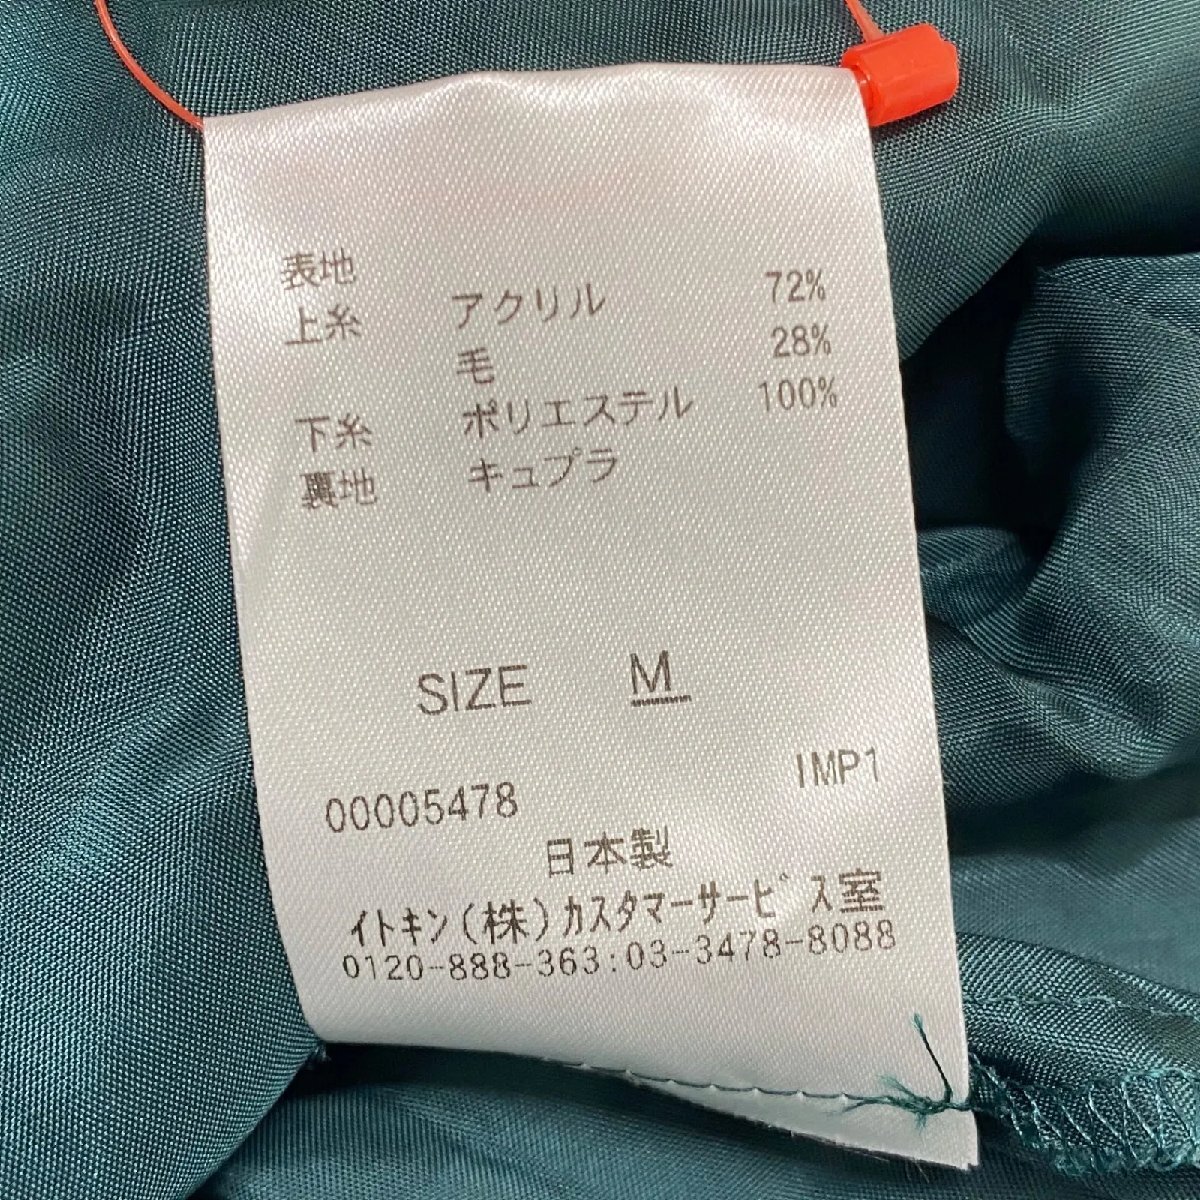 表地
上糸 アクリル 72%
毛 28%
下糸 ポリエステル 100%
裏地 キュプラ
SIZE M
00005478 IMP1
日本製
イトキン(株)カスタマーサービス室
0120-888-363:03-3478-8088